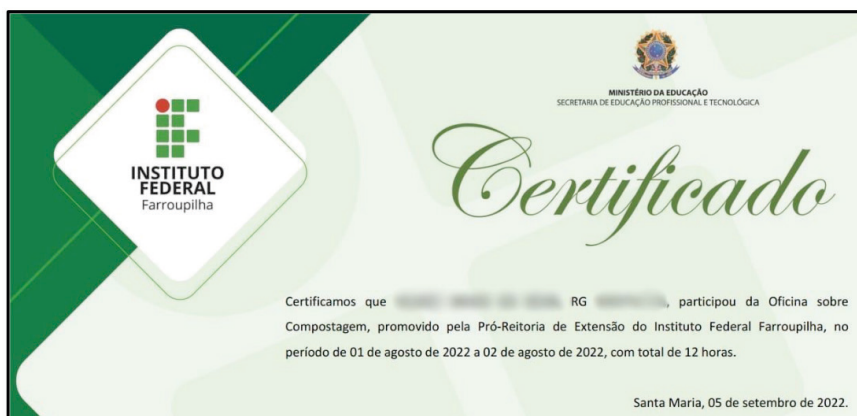 MINISTÉRIO DA EDUCAÇÃO
SECRETARIA DE EDUCAÇÃO PROFISSIONAL E TECNOLÓGICA
INSTITUTO
FEDERAL
Farroupilha
Certificado
Certificamos que RG , participou da Oficina sobre
Compostagem, promovido pela Pró-Reitoria de Extensão do Instituto Federal Farroupilha, no
período de 01 de agosto de 2022 a 02 de agosto de 2022, com total de 12 horas.
Santa Maria, 05 de setembro de 2022.